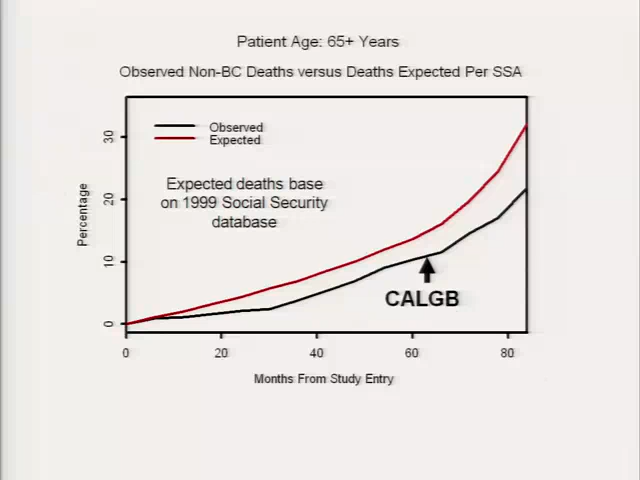 Patient Age: 65+ Years
Observed Non-BC Deaths versus Deaths Expected Per SSA
Observed
Expected
Expected deaths base
on 1999 Social Security
database
CALGB
Percentage
0
10
20
30
0
20
40
60
80
Months From Study Entry